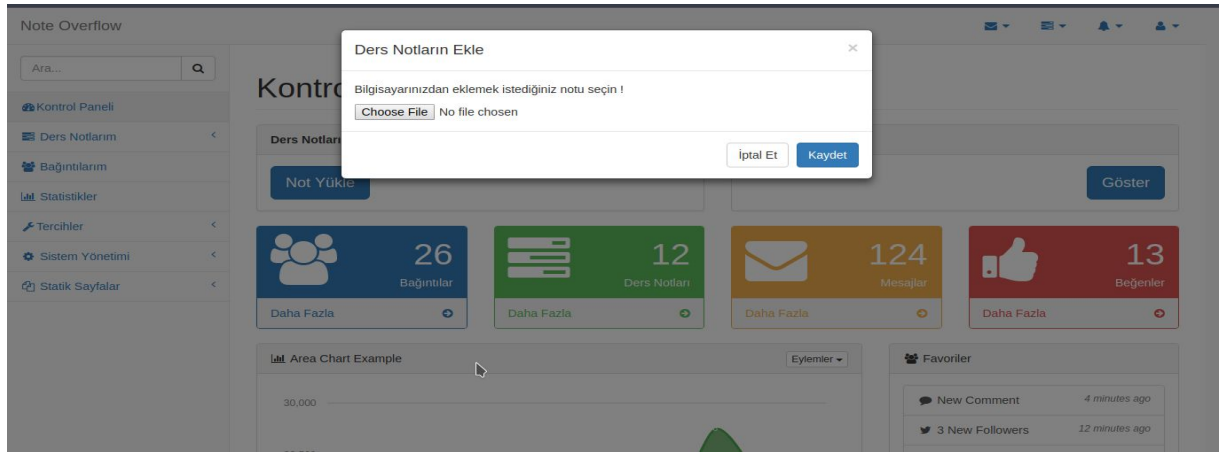 Note Overflow
Ders Notların Ekle ×
Ara...
Kontro
Bilgisayarınızdan eklemek istediğiniz notu seçin !
Choose File No file chosen
Kontrol Paneli
Ders Notlarım
Ders Notları
İptal Et Kaydet
Bağıntılarım
Not Yükle
Göster
Statistikler
Tercihler
Sistem Yönetimi
Statik Sayfalar
26
Bağıntılar
12
Ders Notları
124
Mesajlar
13
Beğenler
Daha Fazla
Daha Fazla
Daha Fazla
Daha Fazla
Area Chart Example
Eylemler
Favoriler
30,000
New Comment 4 minutes ago
3 New Followers 12 minutes ago